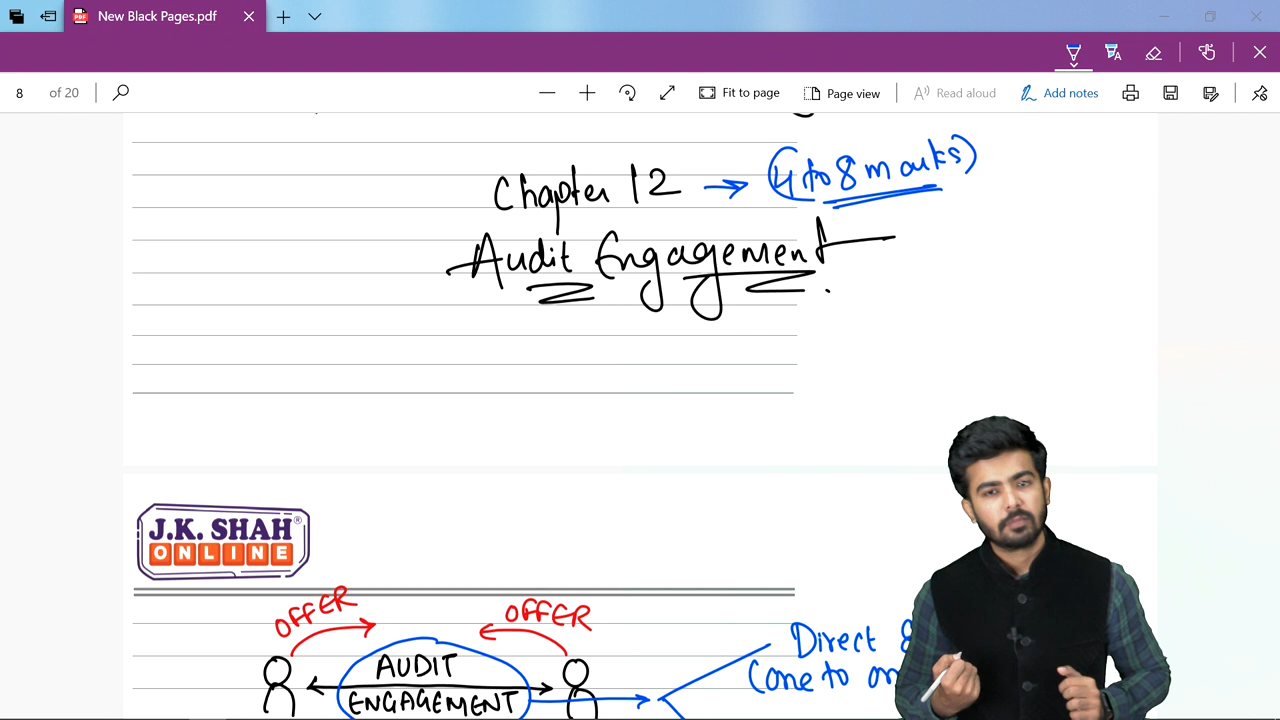 New Black Pages.pdf
8 of 20
Fit to page
Page view
Read aloud
Add notes
Chapter 12 → (4 to 8 marks)
Audit Engagement.
J.K. SHAH®
ONLINE
OFFER
OFFER
AUDIT
ENGAGEMENT
Direct
(one to